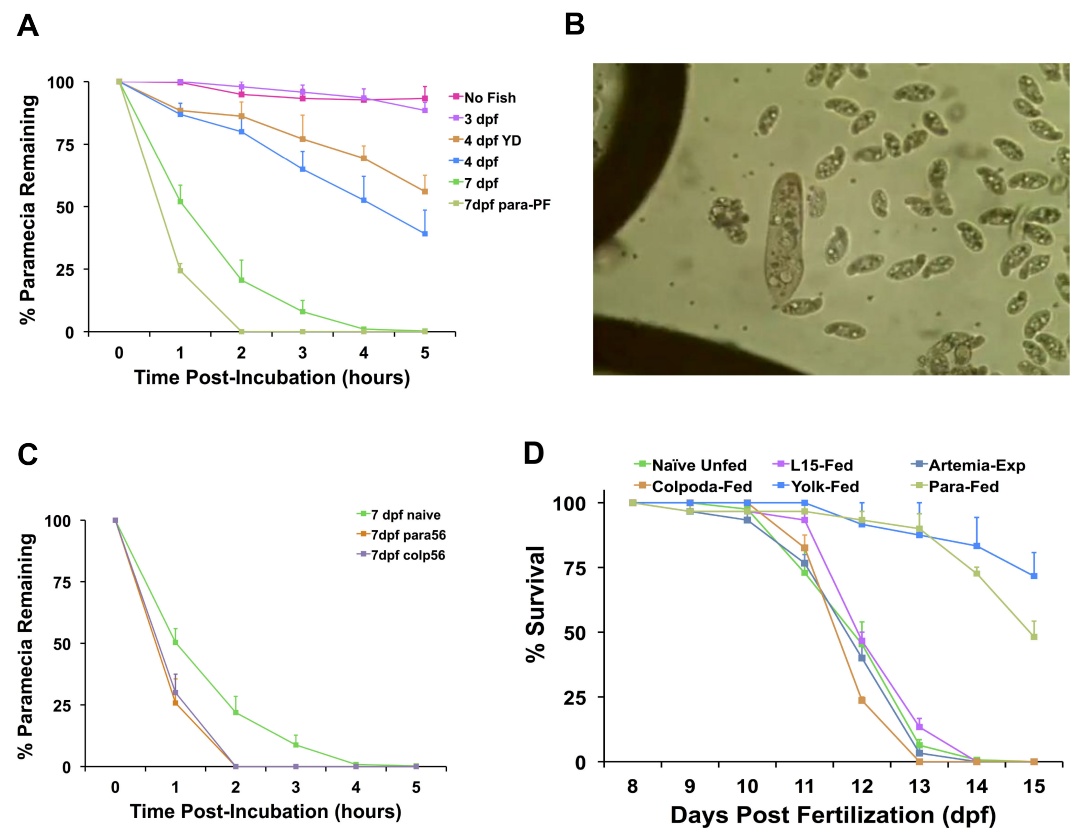 A
% Paramecia Remaining
100
75
50
25
0
0 1 2 3 4 5
Time Post-Incubation (hours)
No Fish
3 dpf
4 dpf YD
4 dpf
7 dpf
7dpf para-PF
B
C
% Paramecia Remaining
100
75
50
25
0
0 1 2 3 4 5
Time Post-Incubation (hours)
7 dpf naive
7dpf para56
7dpf colp56
D
Naïve Unfed L15-Fed Artemia-Exp
Colpoda-Fed Yolk-Fed Para-Fed
% Survival
100
75
50
25
0
8 9 10 11 12 13 14 15
Days Post Fertilization (dpf)